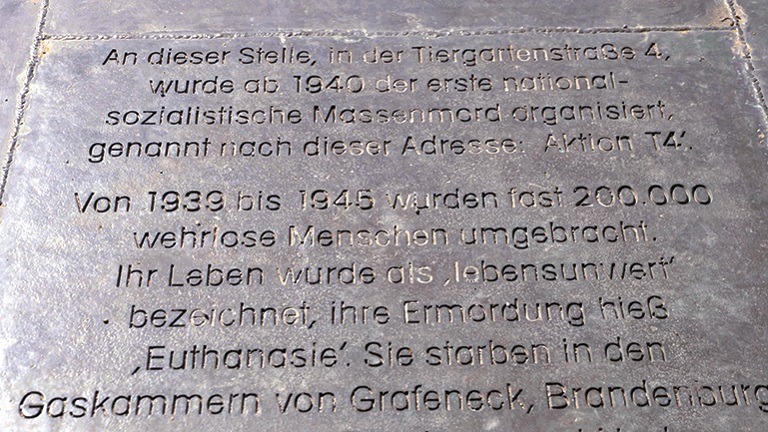 An dieser Stelle, in der Tiergartenstraße 4,
wurde ab 1940 der erste national-
sozialistische Massenmord organisiert,
genannt nach dieser Adresse: ‚Aktion T4‘.
Von 1939 bis 1945 wurden fast 200.000
wehrlose Menschen umgebracht.
Ihr Leben wurde als ‚lebensunwert‘
bezeichnet, ihre Ermordung hieß
‚Euthanasie‘. Sie starben in den
Gaskammern von Grafeneck, Brandenburg